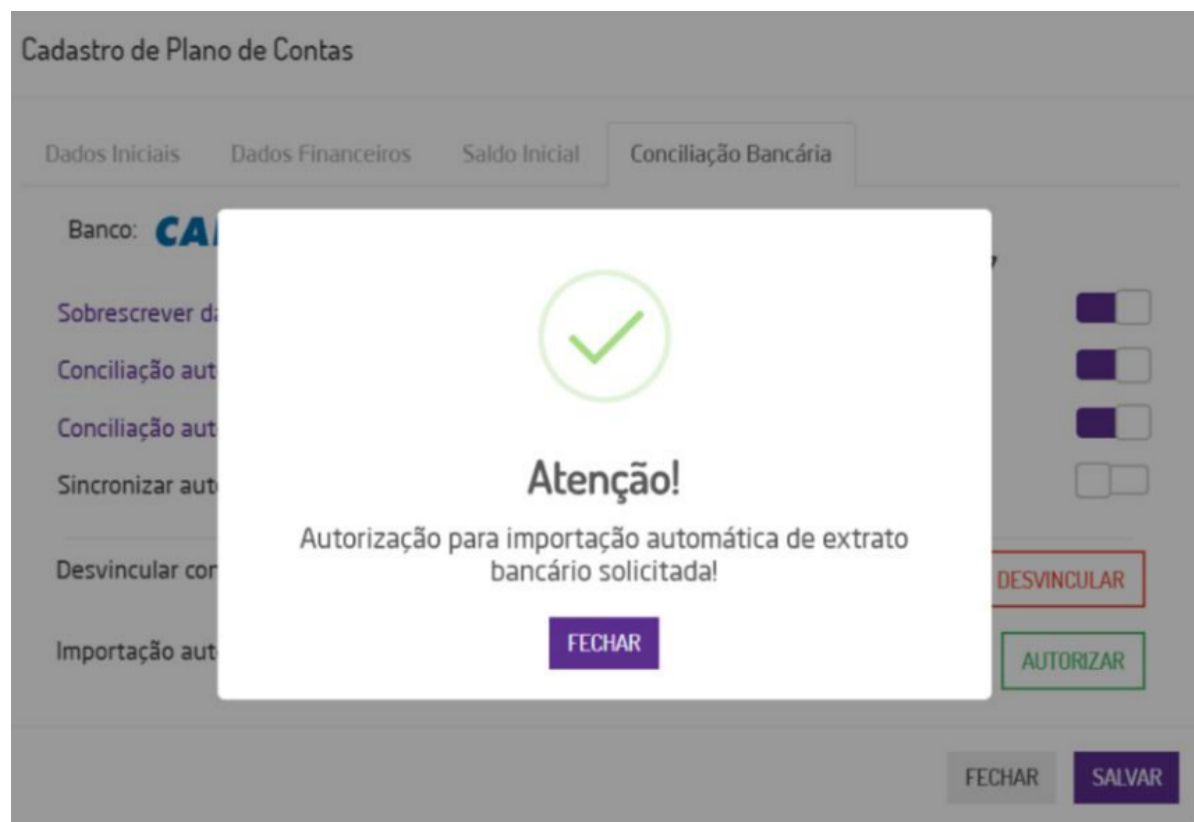 Cadastro de Plano de Contas
Dados Iniciais Dados Financeiros Saldo Inicial Conciliação Bancária
Banco:
Sobrescrever
Conciliação
Conciliação
Sincronizar
Desvincular
Importação
Atenção!
Autorização para importação automática de extrato
bancário solicitada!
FECHAR
DESVINCULAR
AUTORIZAR
FECHAR SALVAR